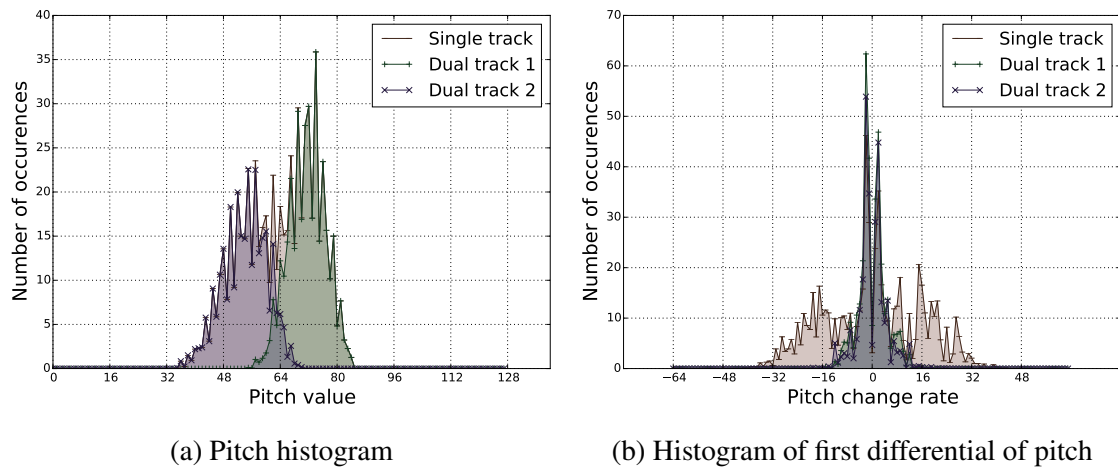 40
35
30
25
20
15
10
5
0
Number of occurences
0 16 32 48 64 80 96 112 128
Pitch value
Single track
Dual track 1
Dual track 2
(a) Pitch histogram
70
60
50
40
30
20
10
0
Number of occurences
−64 −48 −32 −16 0 16 32 48
Pitch change rate
Single track
Dual track 1
Dual track 2
(b) Histogram of first differential of pitch